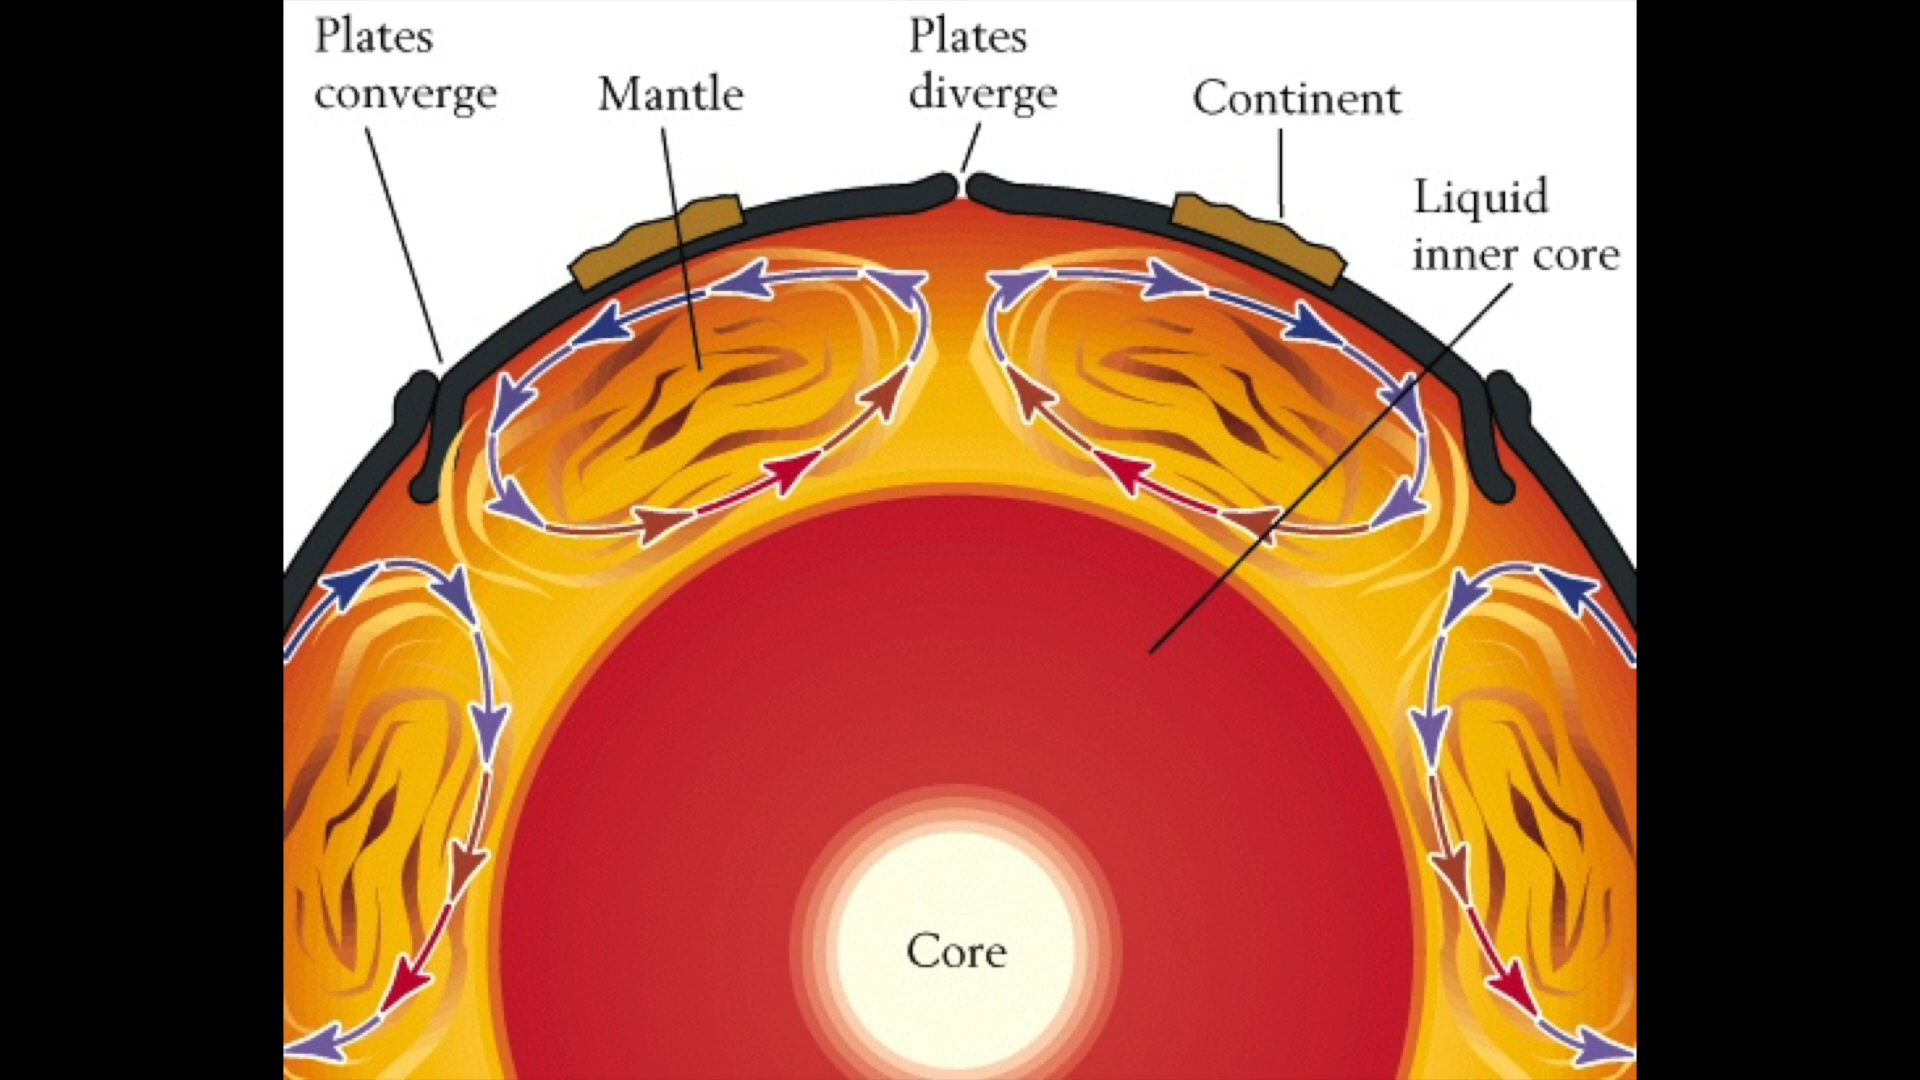 Plates
converge
Mantle
Plates
diverge
Continent
Liquid
inner core
Core